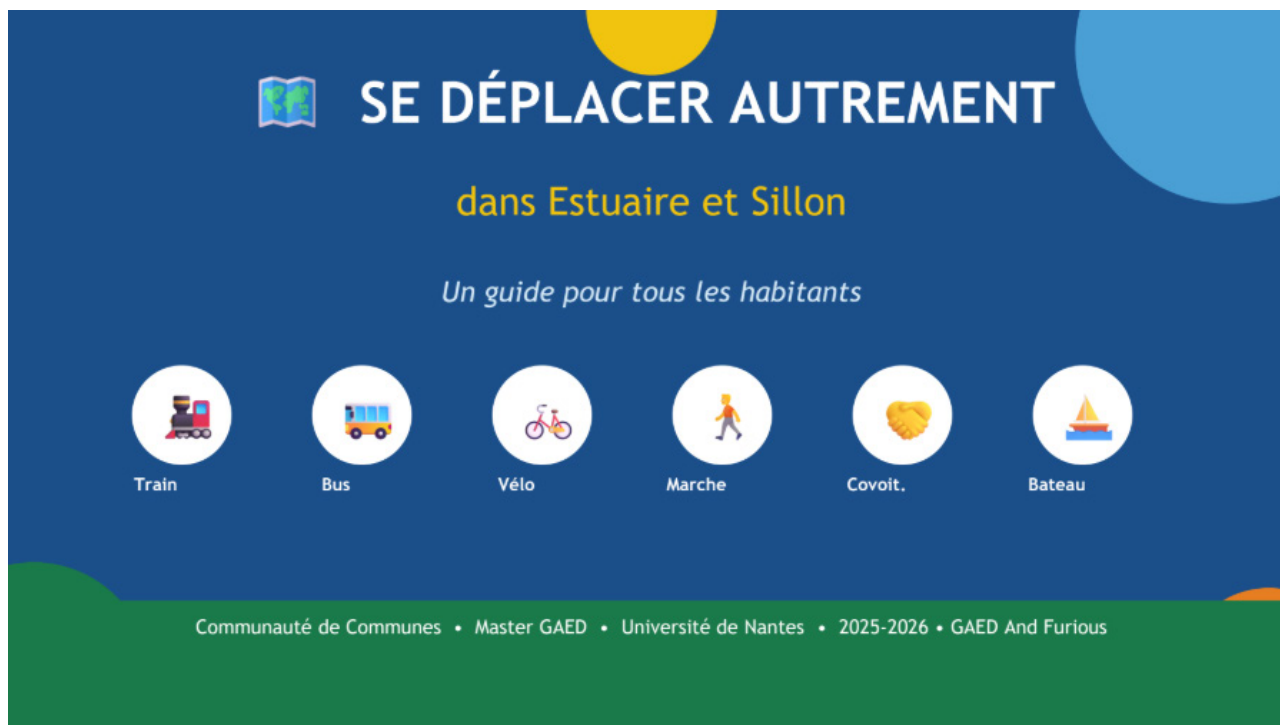 SE DÉPLACER AUTREMENT
dans Estuaire et Sillon
Un guide pour tous les habitants
Train
Bus
Vélo
Marche
Covoit.
Bateau
Communauté de Communes • Master GAED • Université de Nantes • 2025-2026 • GAED And Furious